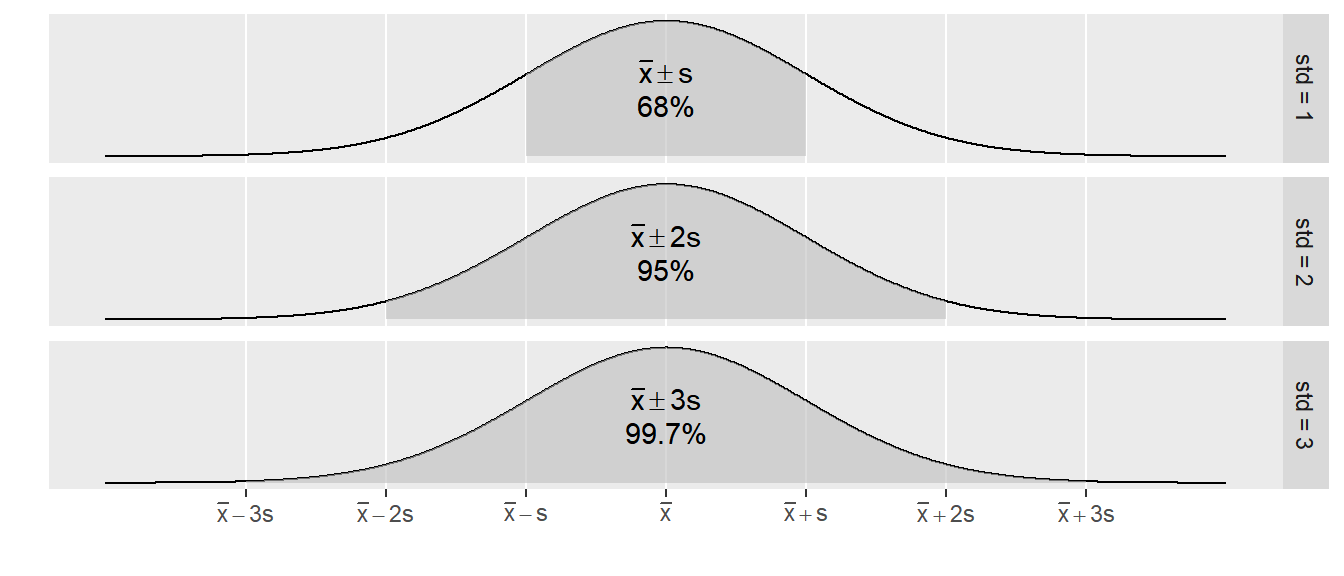 x̄ ± s
68%
std = 1
x̄ ± 2s
95%
std = 2
x̄ ± 3s
99.7%
std = 3
x̄ − 3s
x̄ − 2s
x̄ − s
x̄
x̄ + s
x̄ + 2s
x̄ + 3s